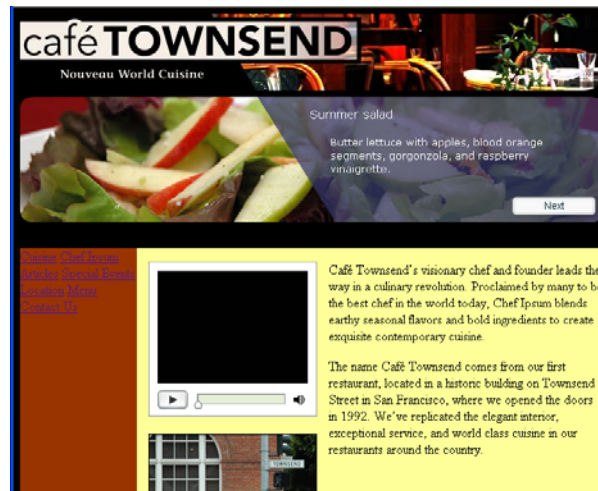 café TOWNSEND
Nouveau World Cuisine
Summer salad
Butter lettuce with apples, blood orange
segments, gorgonzola, and raspberry
vinaigrette.
Next
Cuisine Chef Ipsum
Articles Special Events
Location Menu
Contact Us
Café Townsend's visionary chef and founder leads the
way in a culinary revolution. Proclaimed by many to be
the best chef in the world today, Chef Ipsum blends
earthy seasonal flavors and bold ingredients to create
exquisite contemporary cuisine.
The name Café Townsend comes from our first
restaurant, located in a historic building on Townsend
Street in San Francisco, where we opened the doors
in 1992. We've replicated the elegant interior,
exceptional service, and world class cuisine in our
restaurants around the country.
TOWNSEND